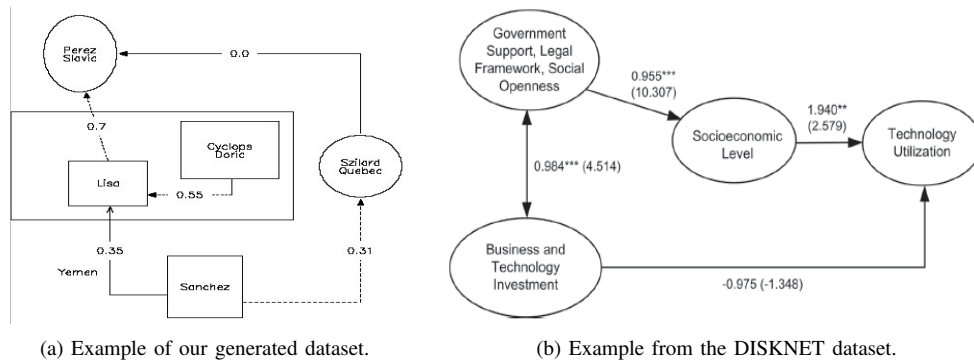 Perez
Slavic
0.0
0.7
Cyclops
Doric
Szilard
Quebec
Lisa
0.55
0.35
0.31
Yemen
Sanchez
(a) Example of our generated dataset.
Government
Support, Legal
Framework, Social
Openness
0.955***
(10.307)
1.940**
(2.579)
Socioeconomic
Level
Technology
Utilization
0.984*** (4.514)
Business and
Technology
Investment
-0.975 (-1.348)
(b) Example from the DISKNET dataset.